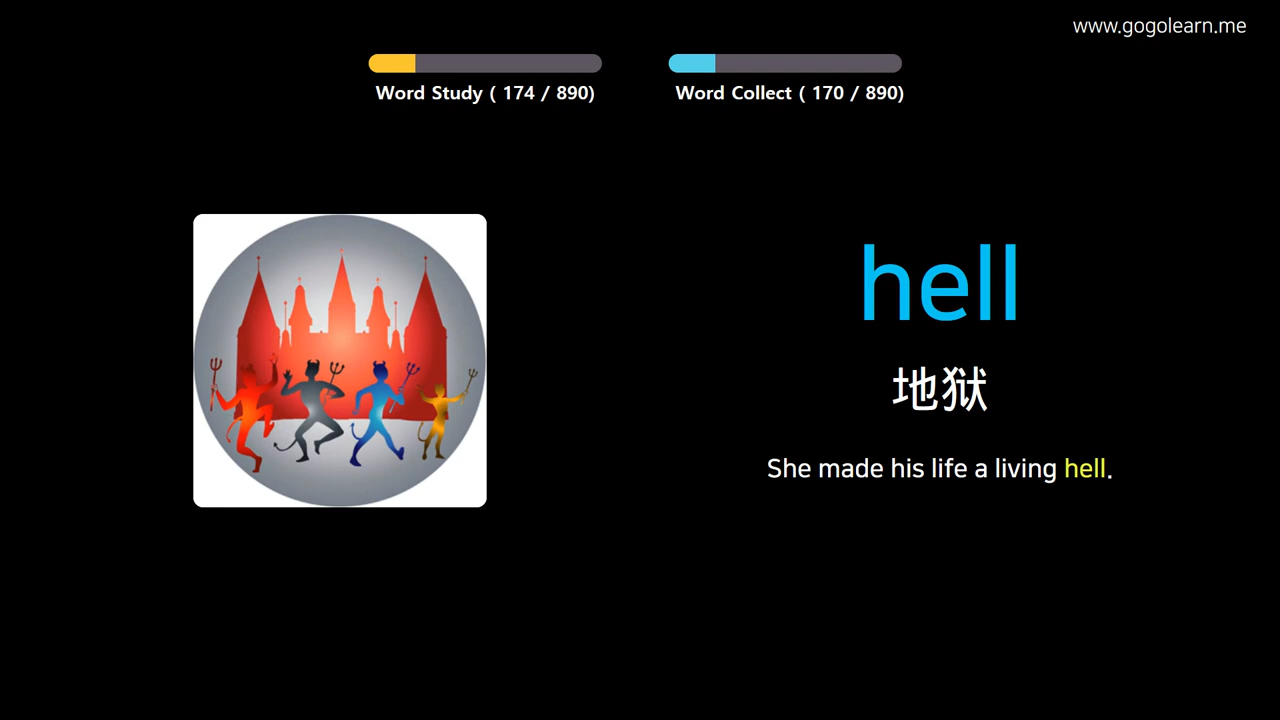 www.gogolearn.me
Word Study ( 174 / 890)
Word Collect ( 170 / 890)
hell
地狱
She made his life a living hell.